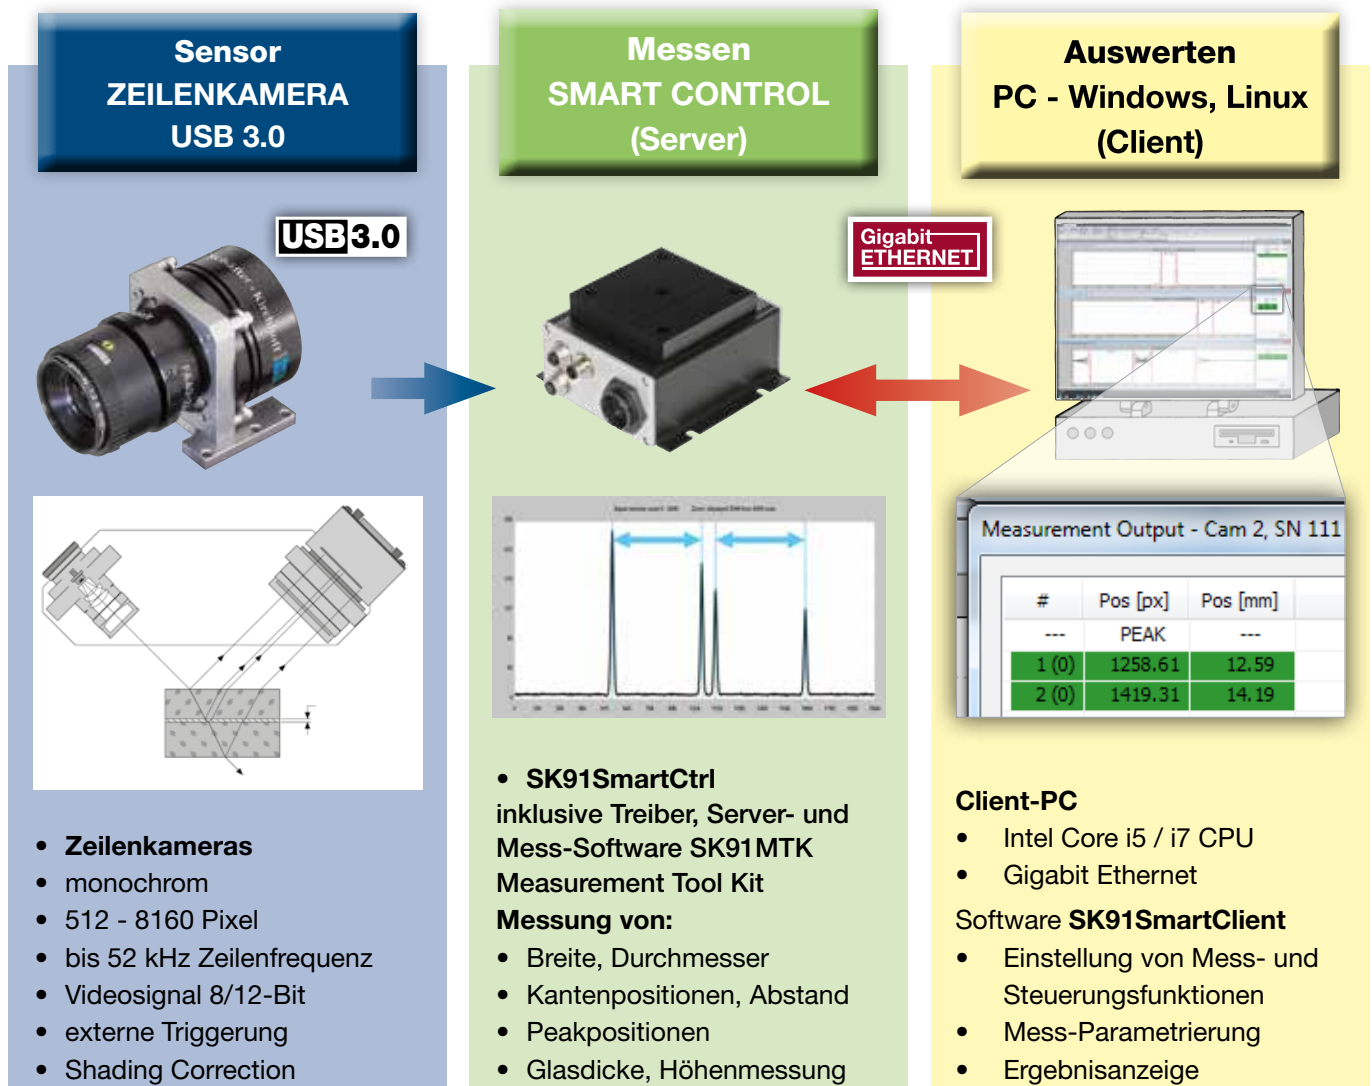 Sensor
ZEILENKAMERA
USB 3.0
USB 3.0
Zeilenkameras
monochrom
512 - 8160 Pixel
bis 52 kHz Zeilenfrequenz
Videosignal 8/12-Bit
externe Triggerung
Shading Correction
Messen
SMART CONTROL
(Server)
Gigabit
ETHERNET
SK91SmartCtrl
inklusive Treiber, Server- und
Mess-Software SK91MTK
Measurement Tool Kit
Messung von:
Breite, Durchmesser
Kantenpositionen, Abstand
Peakpositionen
Glasdicke, Höhenmessung
Auswerten
PC - Windows, Linux
(Client)
Measurement Output - Cam 2, SN 111
# Pos [px] Pos [mm]
--- PEAK ---
1 (0) 1258.61 12.59
2 (0) 1419.31 14.19
Client-PC
Intel Core i5 / i7 CPU
Gigabit Ethernet
Software SK91SmartClient
Einstellung von Mess- und
Steuerungsfunktionen
Mess-Parametrierung
Ergebnisanzeige